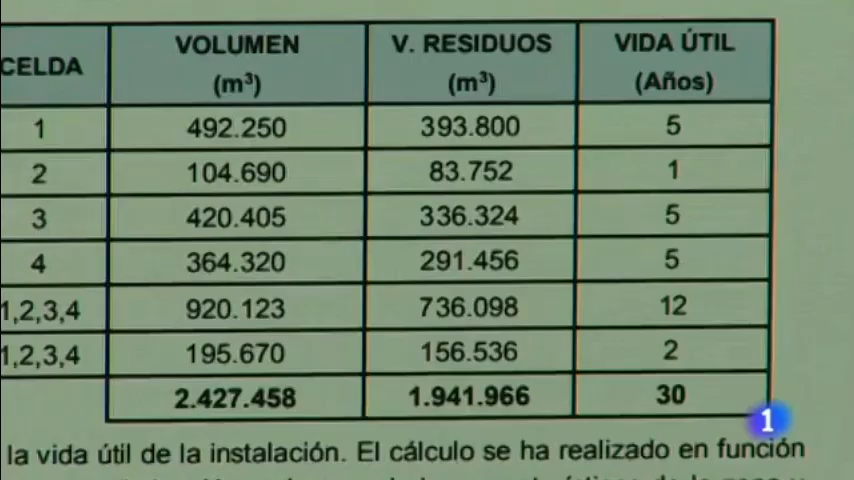 CELDA VOLUMEN (m³) V. RESIDUOS (m³) VIDA ÚTIL (Años)
1 492.250 393.800 5
2 104.690 83.752 1
3 420.405 336.324 5
4 364.320 291.456 5
1,2,3,4 920.123 736.098 12
1,2,3,4 195.670 156.536 2
2.427.458 1.941.966 30
1
la vida útil de la instalación. El cálculo se ha realizado en función